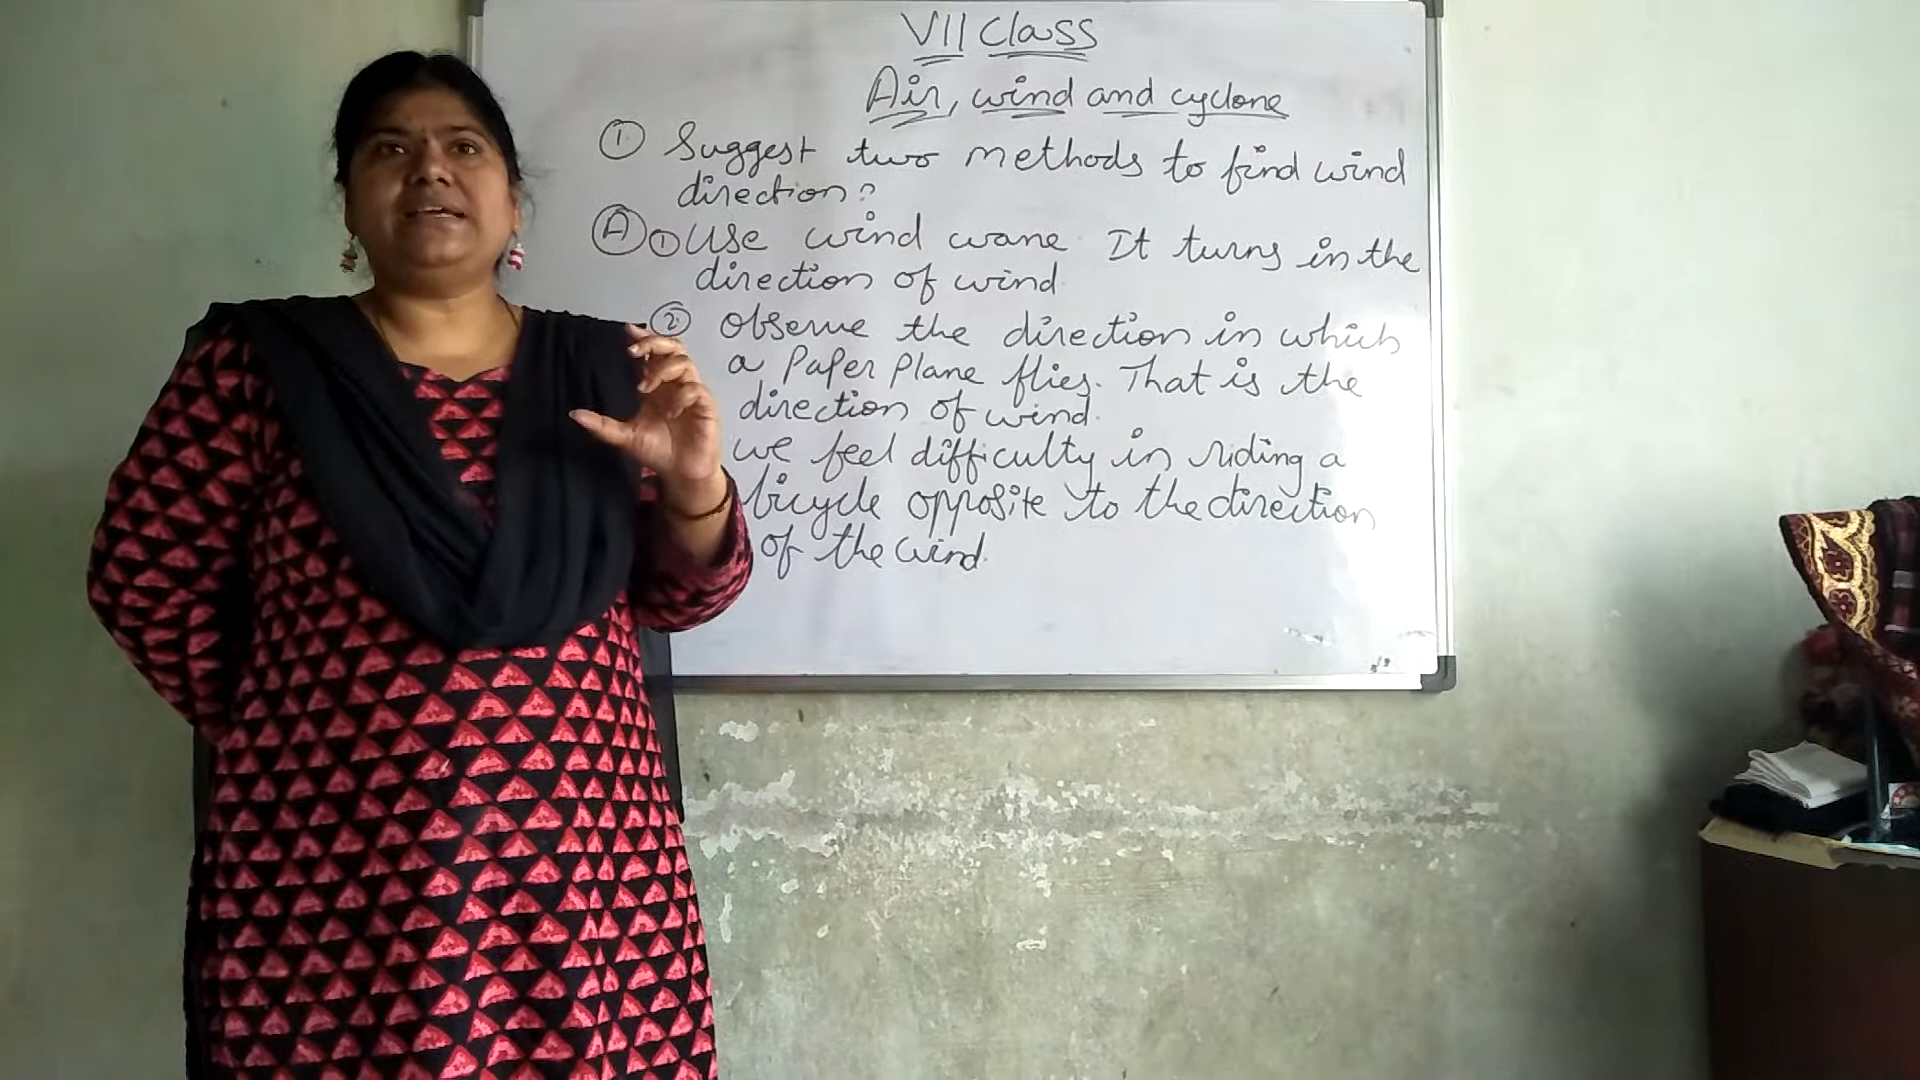 VII Class
Air, wind and cyclone
① Suggest two methods to find wind
direction?
Ⓐ ① Use wind wane. It turns in the
direction of wind
② Observe the direction in which
a Paper Plane flies. That is the
direction of wind.
we feel difficulty in riding a
bicycle opposite to the direction
of the wind.